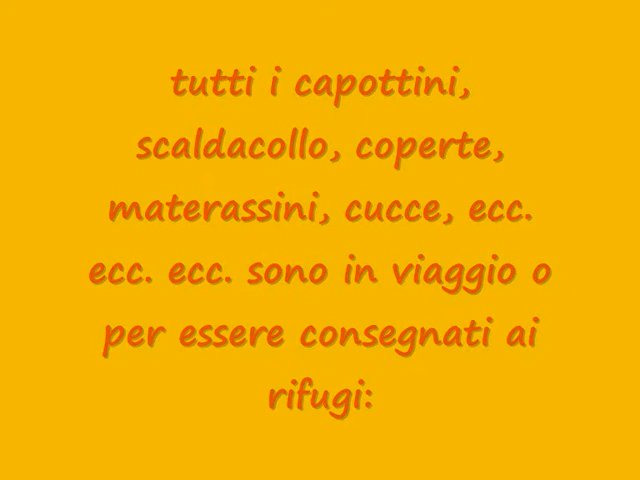 tutti i capottini,
scaldacollo, coperte,
materassini, cucce, ecc.
ecc. ecc. sono in viaggio o
per essere consegnati ai
rifugi: